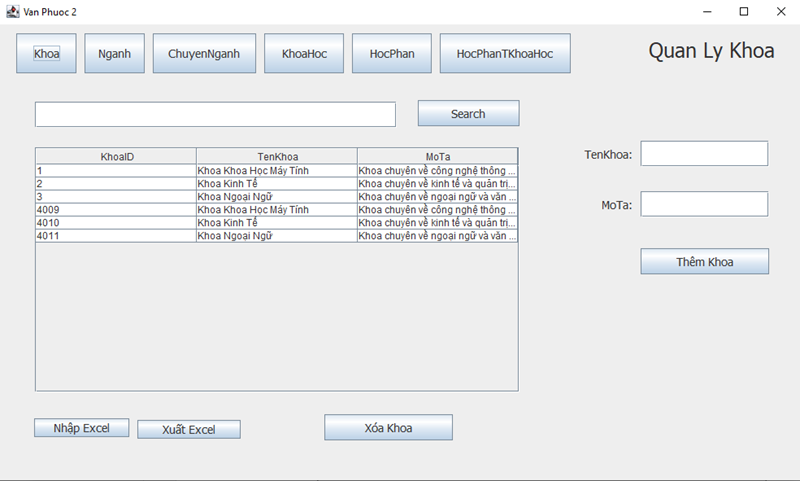 Van Phuoc 2
Khoa Nganh ChuyenNganh KhoaHoc HocPhan HocPhanTKhoaHoc Quan Ly Khoa
Search
KhoaID TenKhoa MoTa
1 Khoa Khoa Học Máy Tính Khoa chuyên về công nghệ thông ...
2 Khoa Kinh Tế Khoa chuyên về kinh tế và quản trị...
3 Khoa Ngoại Ngữ Khoa chuyên về ngoại ngữ và văn ...
4009 Khoa Khoa Học Máy Tính Khoa chuyên về công nghệ thông ...
4010 Khoa Kinh Tế Khoa chuyên về kinh tế và quản trị...
4011 Khoa Ngoại Ngữ Khoa chuyên về ngoại ngữ và văn ...
TenKhoa:
MoTa:
Thêm Khoa
Nhập Excel Xuất Excel Xóa Khoa